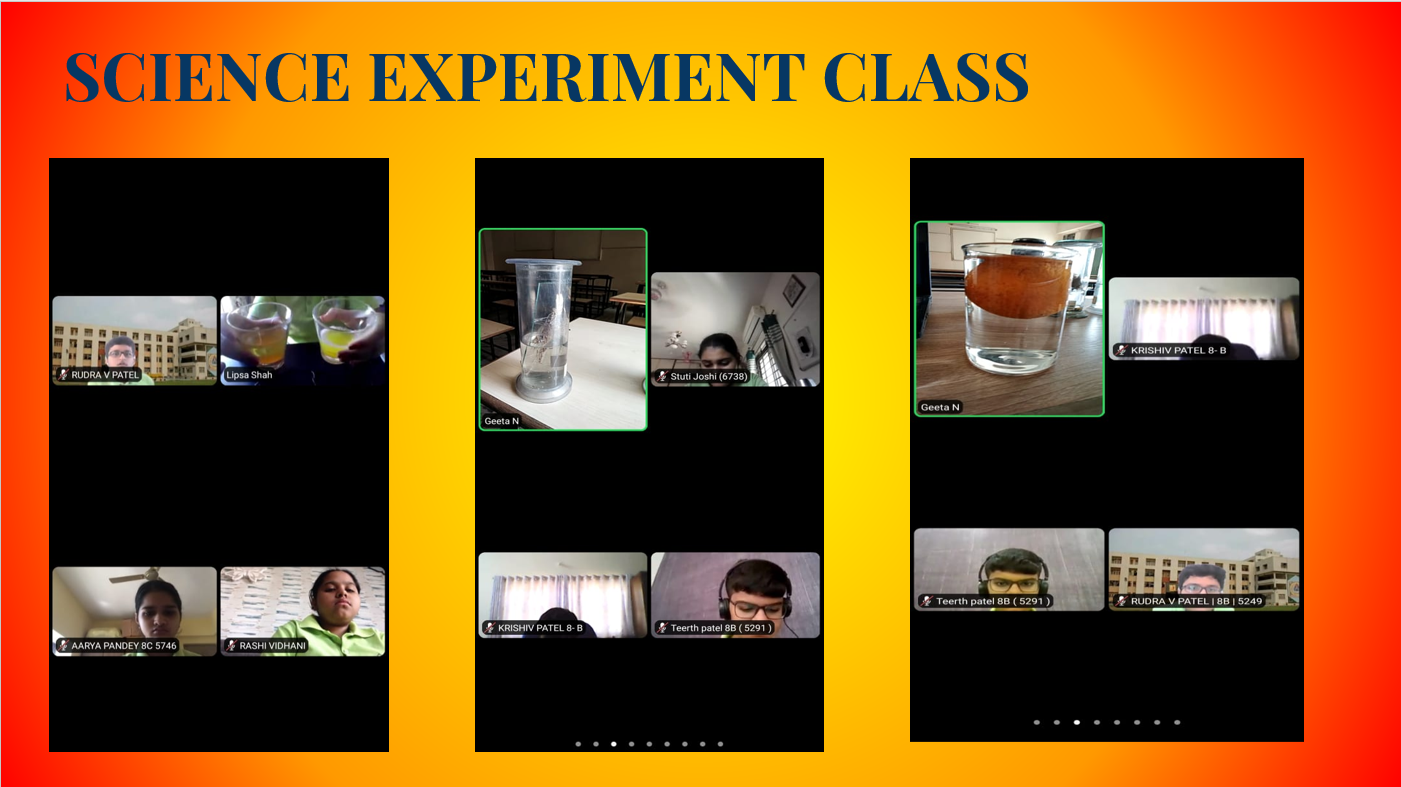 SCIENCE EXPERIMENT CLASS
RUDRA V PATEL
Lipsa Shah
AARYA PANDEY 8C 5746
RASHI VIDHANI
Geeta N
Stuti Joshi (6738)
KRISHIV PATEL 8- B
Teerth patel 8B ( 5291 )
Geeta N
KRISHIV PATEL 8- B
Teerth patel 8B ( 5291 )
RUDRA V PATEL | 8B | 5249